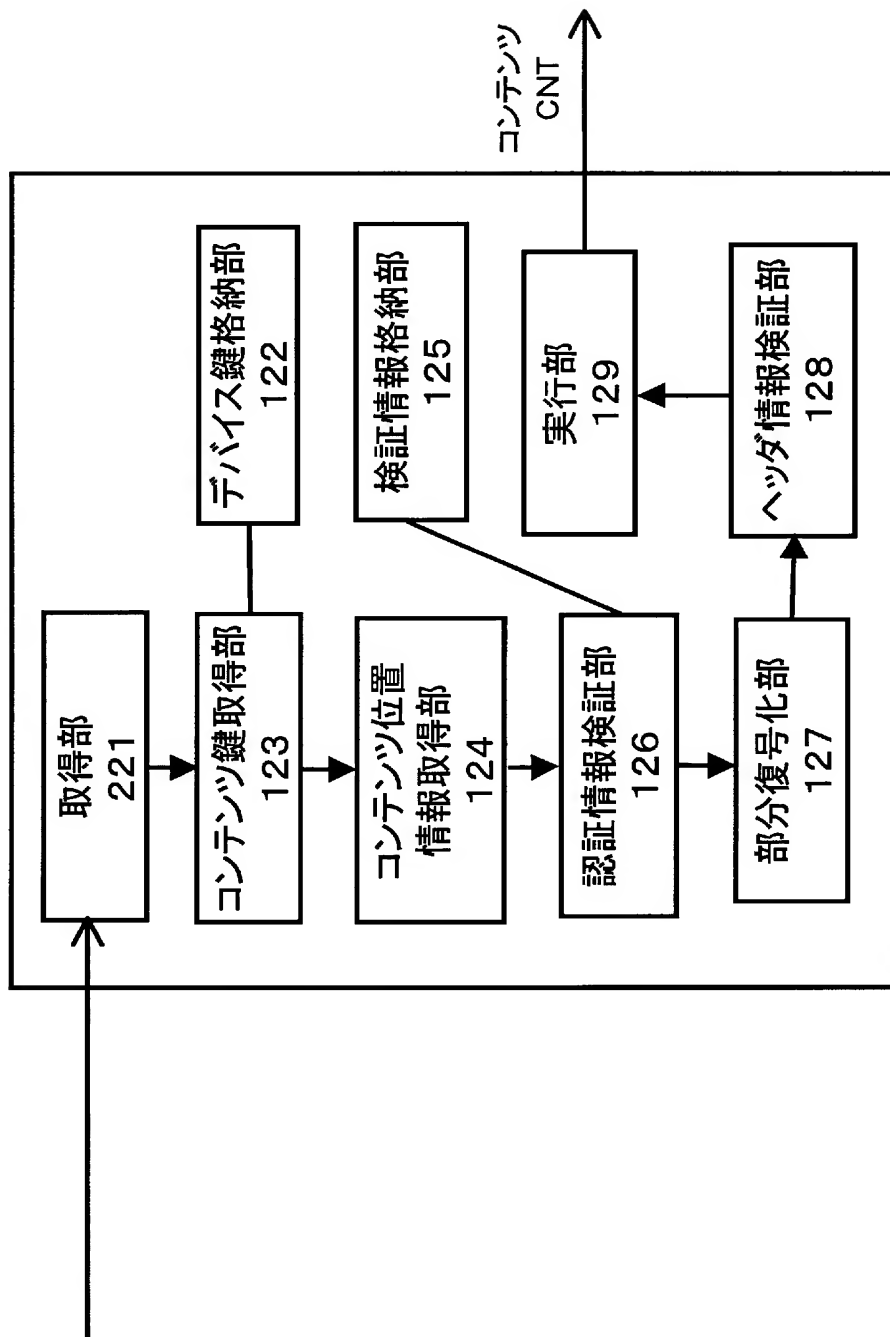 取得部
221
コンテンツ鍵取得部
123
コンテンツ位置
情報取得部
124
認証情報検証部
126
部分復号化部
127
デバイス鍵格納部
122
検証情報格納部
125
実行部
129
ヘッダ情報検証部
128
コンテンツ
CNT